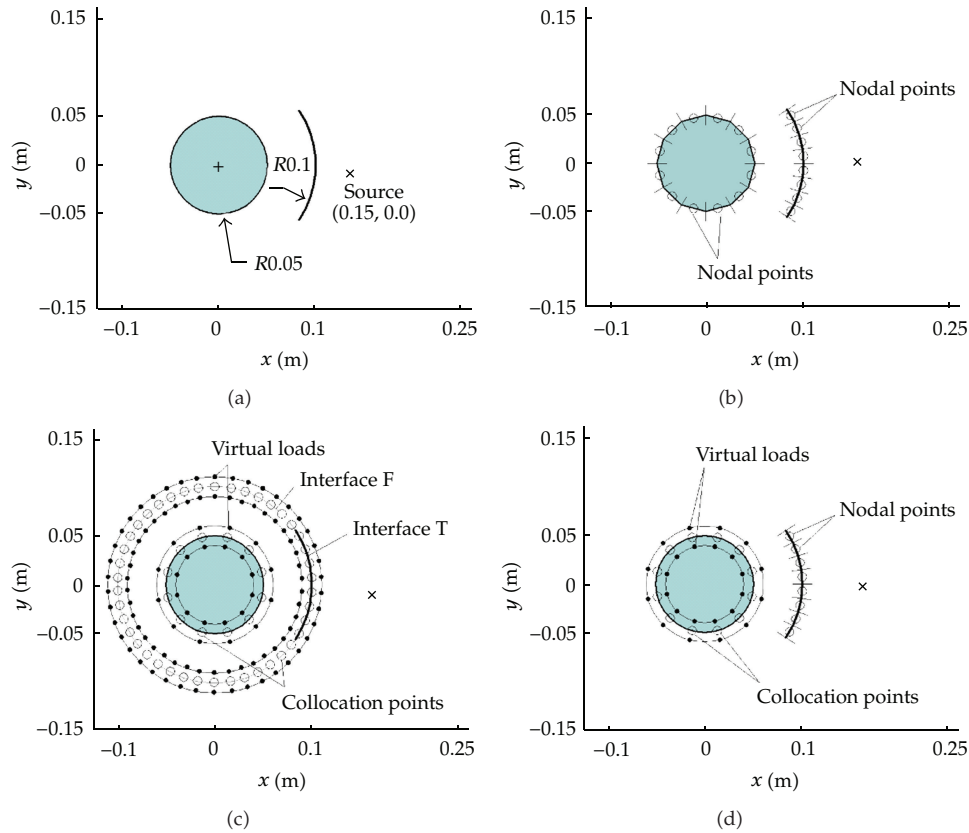 0.15
0.05
0
−0.05
−0.15
y (m)
R0.1
Source
(0.15, 0.0)
R0.05
−0.1
0
0.1
0.25
x (m)
(a)
0.15
0.05
0
−0.05
−0.15
y (m)
Nodal points
Nodal points
−0.1
0
0.1
0.25
x (m)
(b)
0.15
0.05
0
−0.05
−0.15
y (m)
Virtual loads
Interface F
Interface T
Collocation points
−0.1
0
0.1
0.25
x (m)
(c)
0.15
0.05
0
−0.05
−0.15
y (m)
Virtual loads
Nodal points
Collocation points
−0.1
0
0.1
0.25
x (m)
(d)